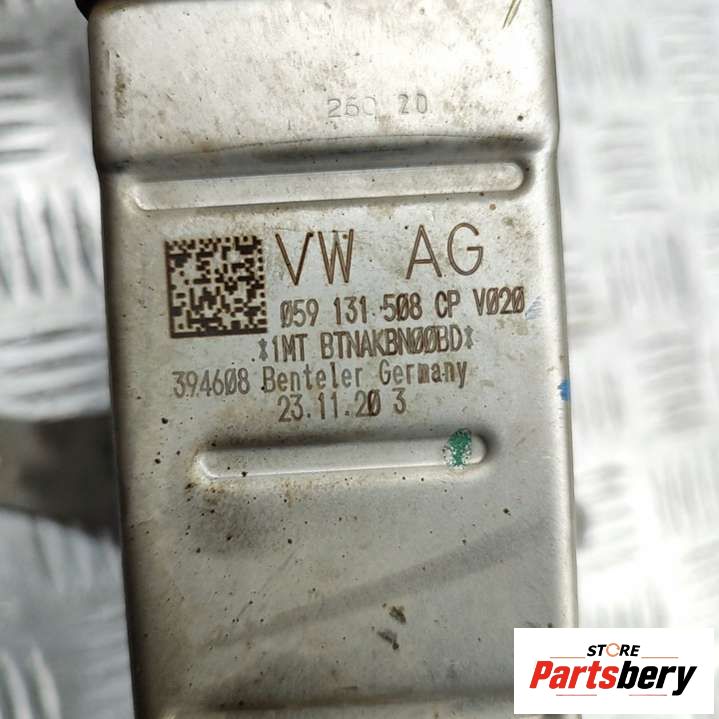 260 20
VW AG
059 131 508 CP V020
*1MT BTNAKBN00BD*
394608 Benteler Germany
23.11.20 3
STORE
Partsbery